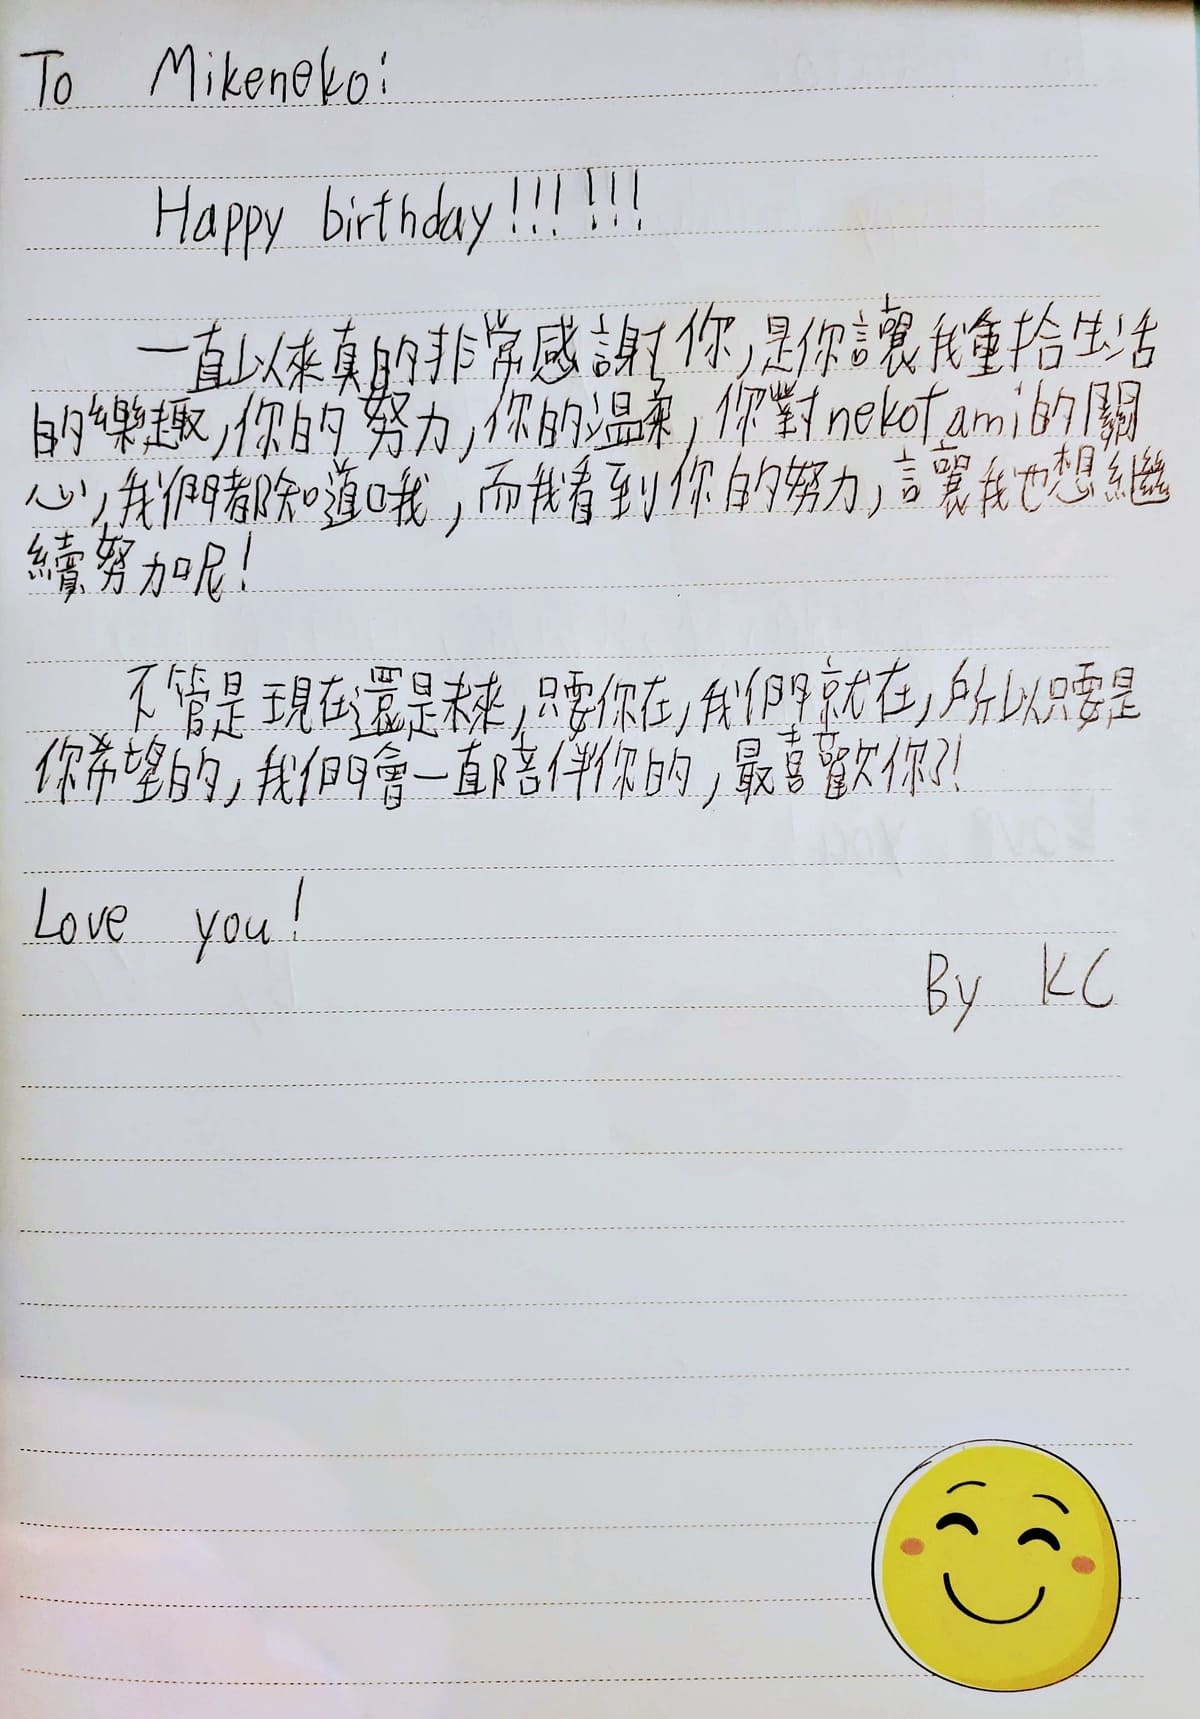 To Mikeneko:
Happy birthday!!!!!!
一直以來真的非常感謝你,是你讓我重拾生活
的樂趣,你的努力,你的溫柔,你對nekotami的關
心,我們都知道哦,而我看到你的努力,讓我也想繼
續努力呢!
不管是現在還是未來,只要你在,我們就在,所以只要是
你希望的,我們會一直陪伴你的,最喜歡你了!
Love you!
By KC